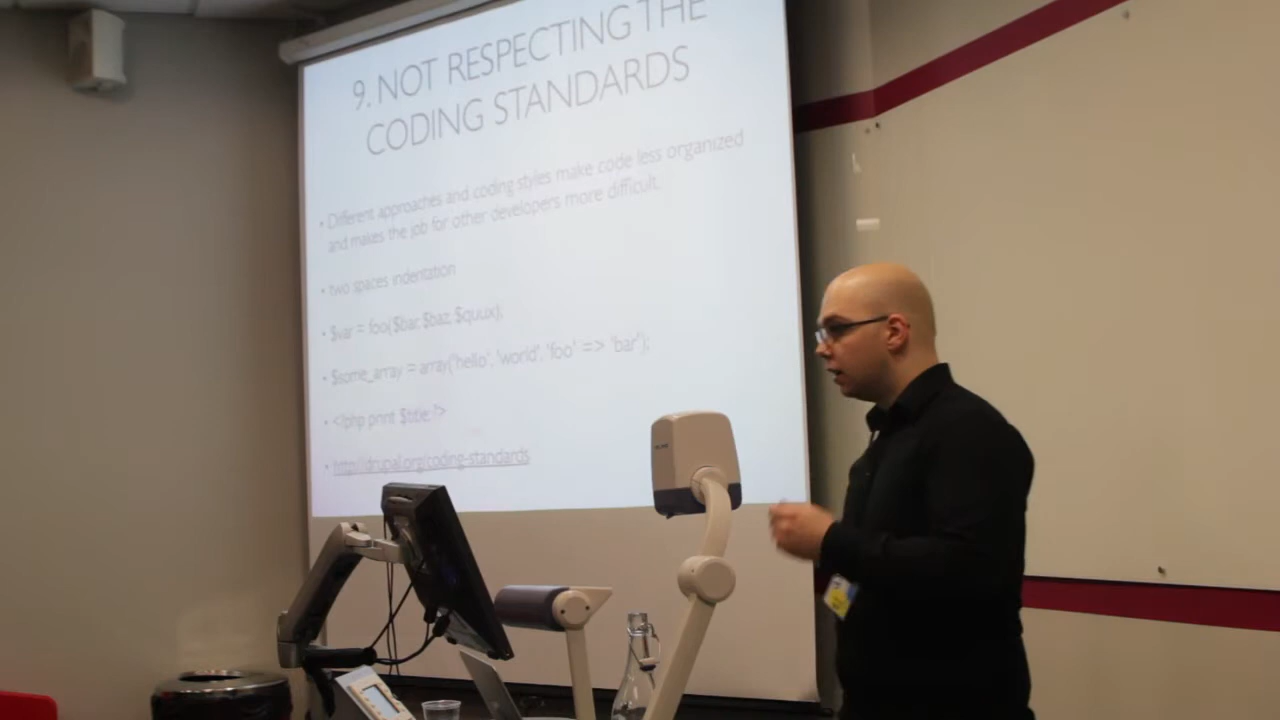 9. NOT RESPECTING THE
CODING STANDARDS
• Different approaches and coding styles make code less organized
and makes the job for other developers more difficult.
• two spaces indentation
• $var = foo($bar, $baz, $quux);
• $some_array = array('hello', 'world', 'foo' => 'bar');
• <?php print $title; ?>
• http://drupal.org/coding-standards